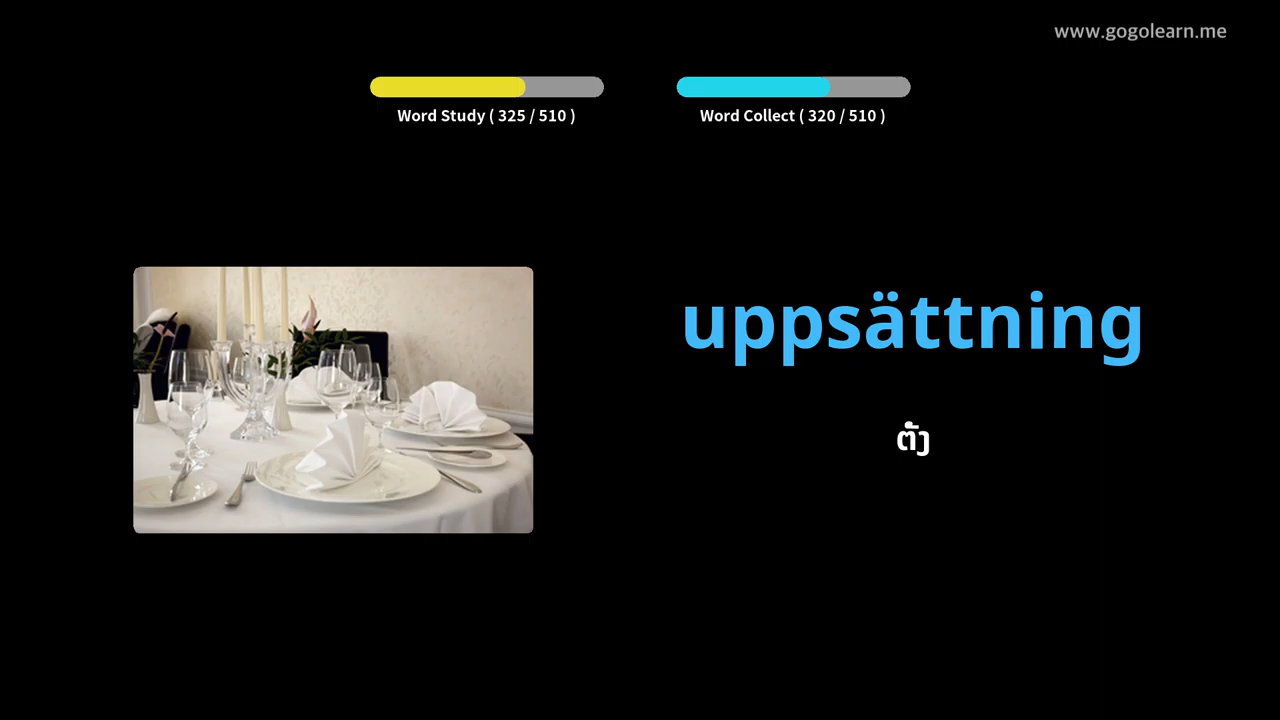 www.gogolearn.me
Word Study ( 325 / 510 )
Word Collect ( 320 / 510 )
uppsättning
ຕັ້ງ